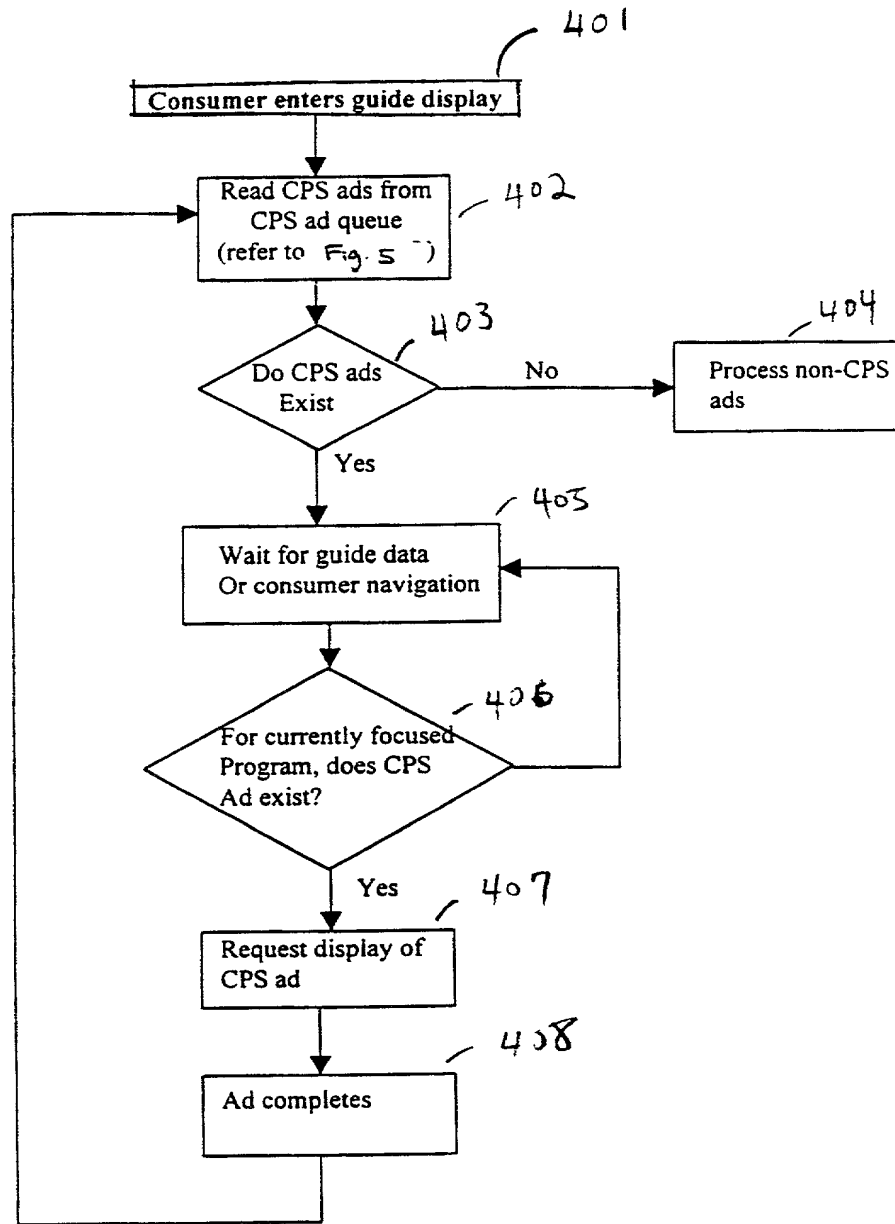 401
Consumer enters guide display
Read CPS ads from
CPS ad queue
(refer to Fig. 5 )
402
403
Do CPS ads
Exist
No
404
Process non-CPS
ads
Yes
405
Wait for guide data
Or consumer navigation
406
For currently focused
Program, does CPS
Ad exist?
Yes
407
Request display of
CPS ad
408
Ad completes